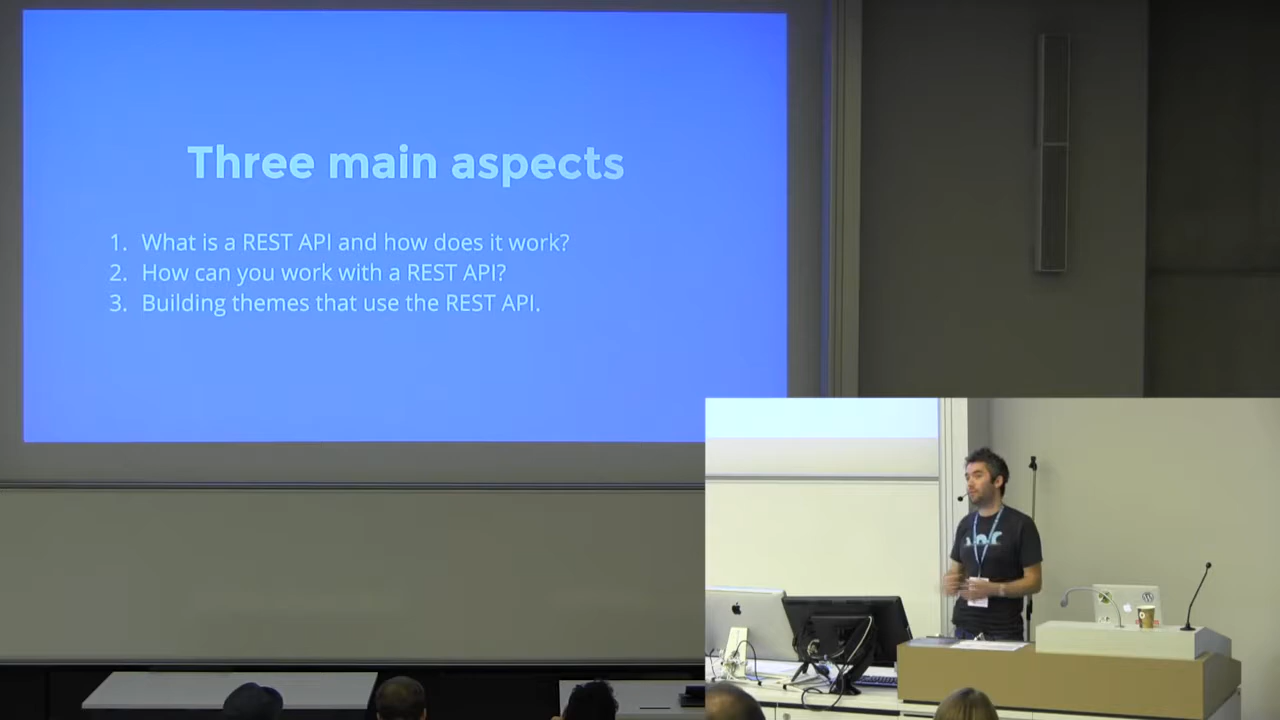 Three main aspects
1. What is a REST API and how does it work?
2. How can you work with a REST API?
3. Building themes that use the REST API.